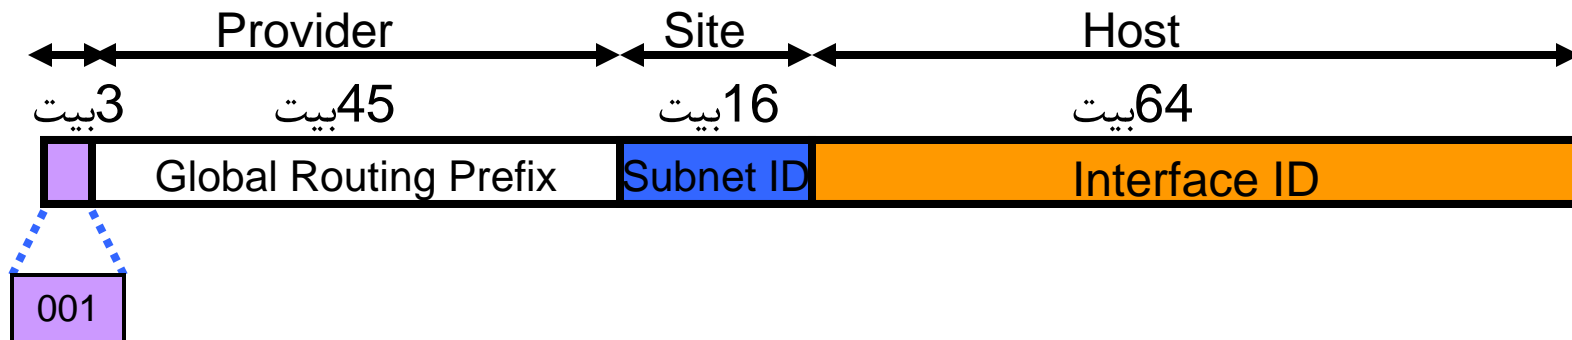 Provider Site Host
3بیت 45بیت 16بیت 64بیت
Global Routing Prefix Subnet ID Interface ID
001